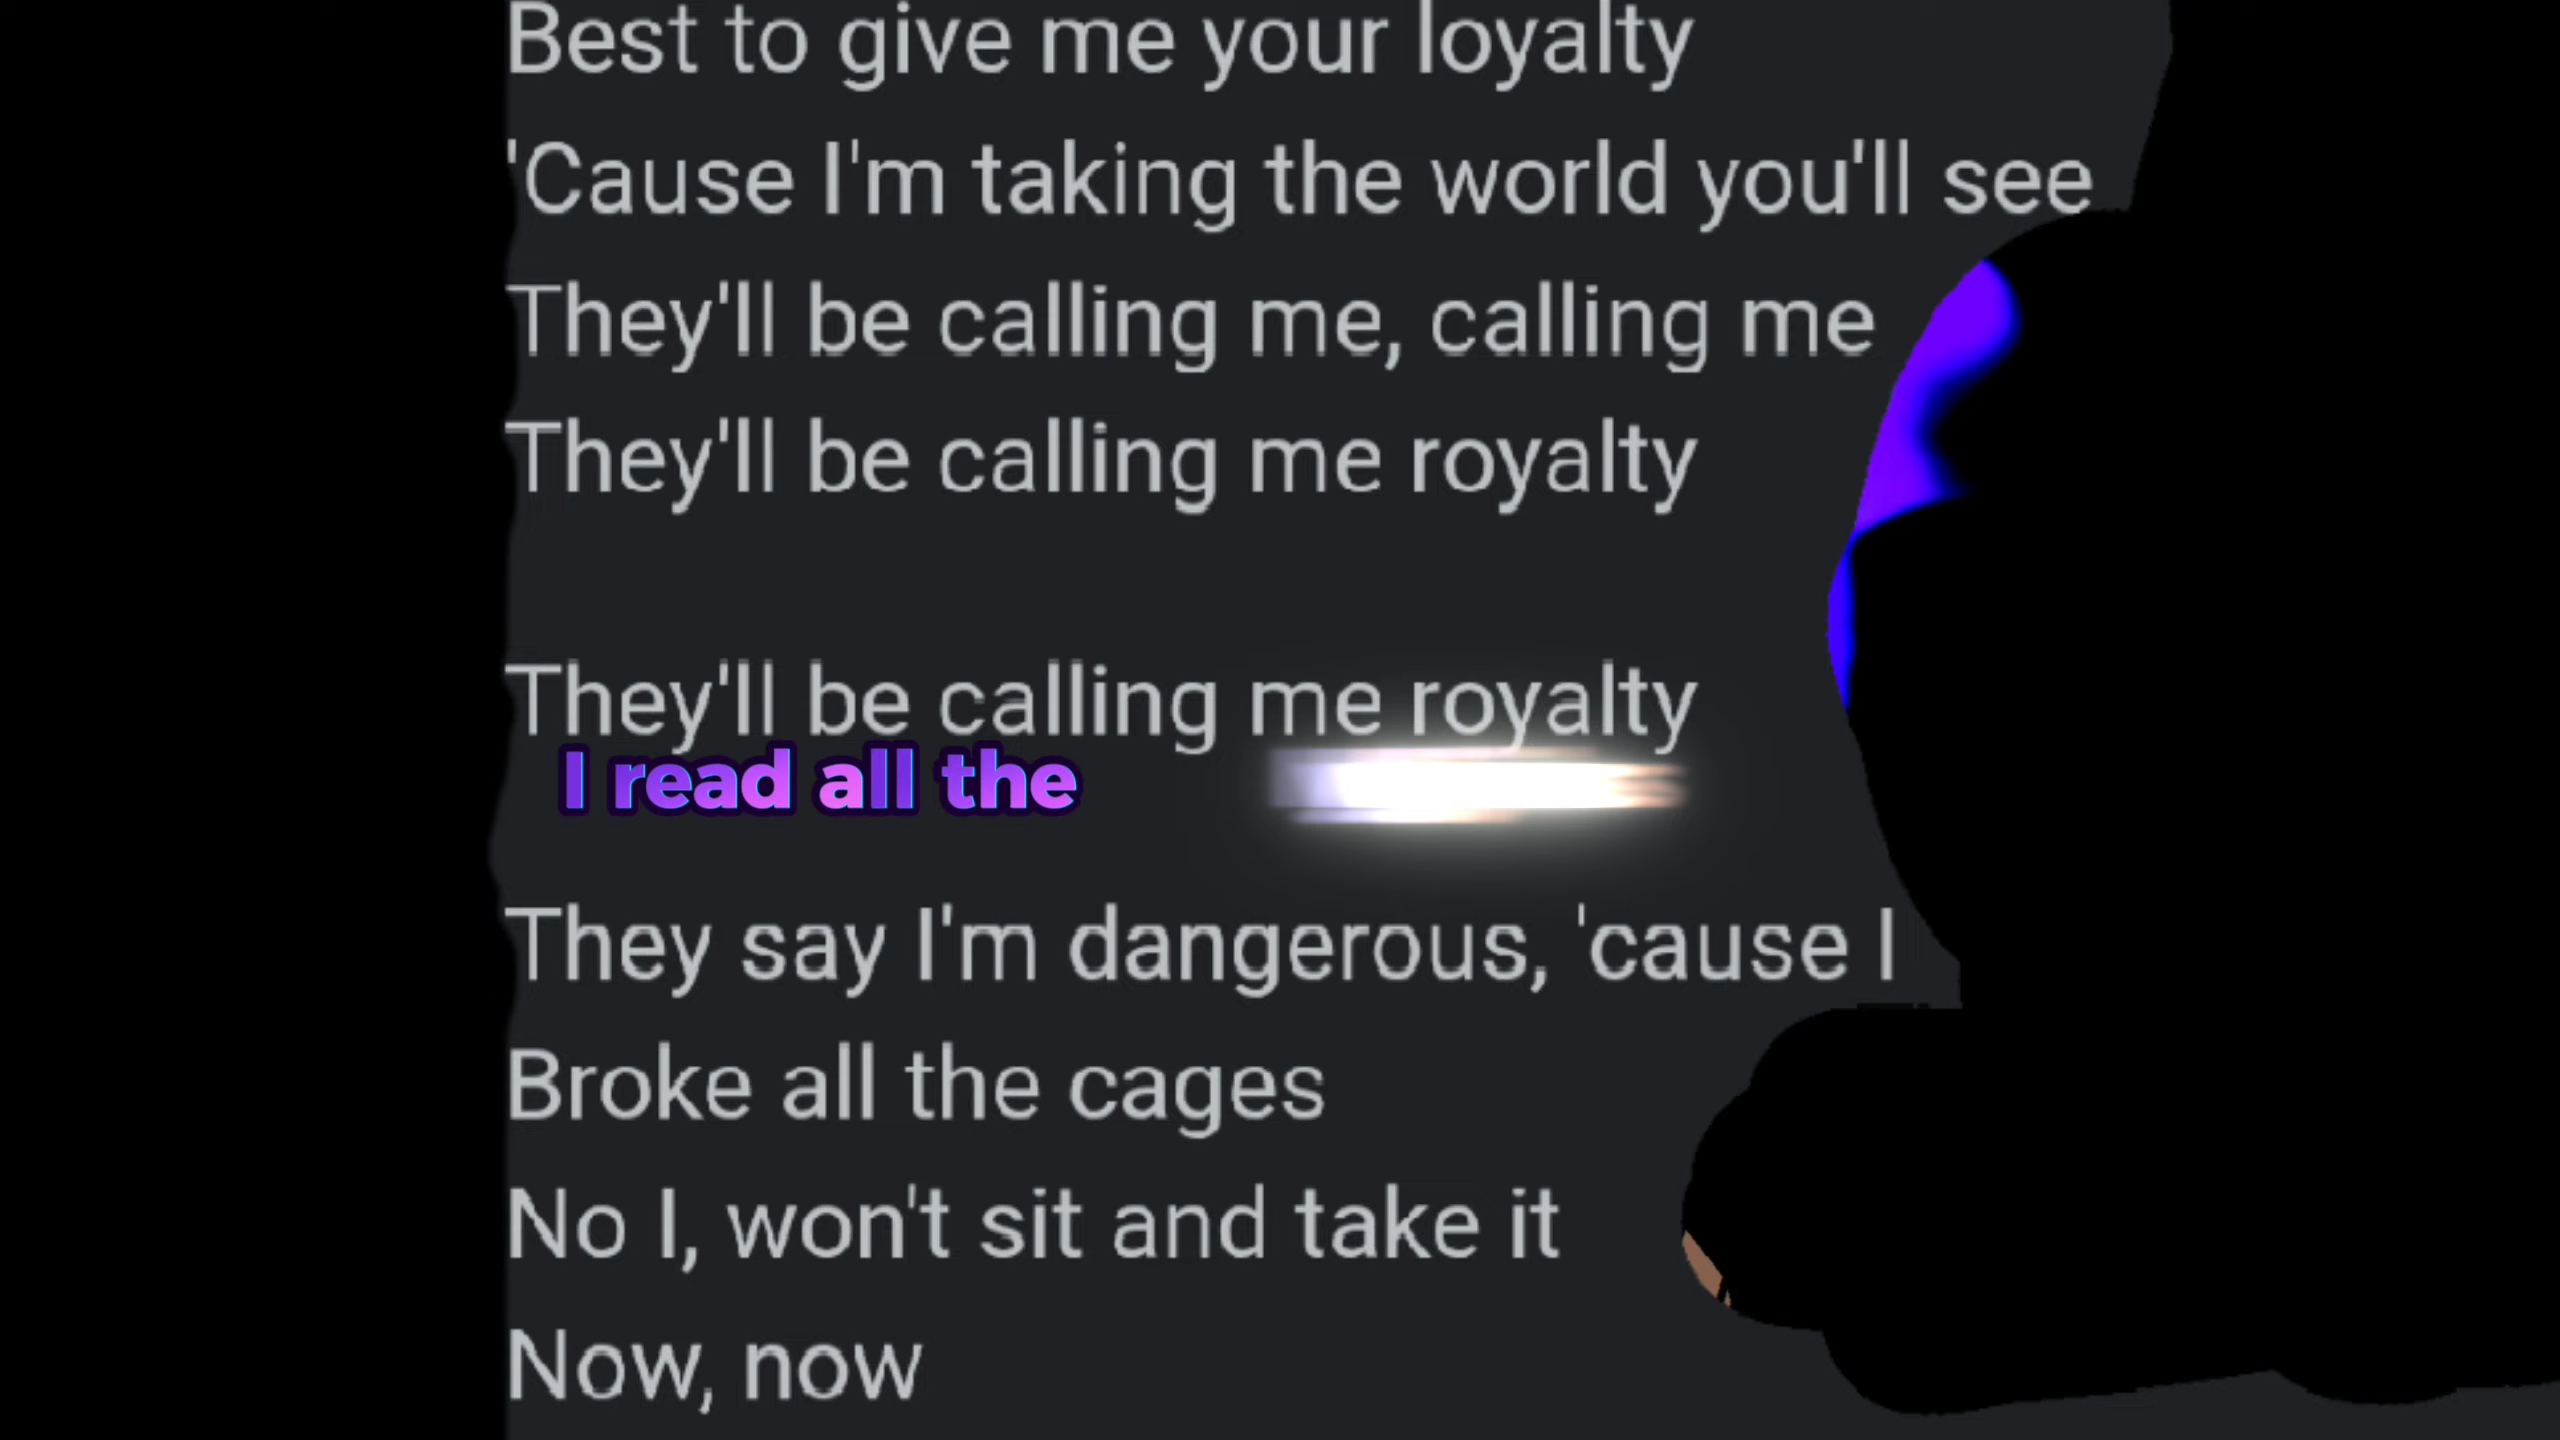 Best to give me your loyalty
'Cause I'm taking the world you'll see
They'll be calling me, calling me
They'll be calling me royalty
They'll be calling me royalty
I read all the
They say I'm dangerous, 'cause I
Broke all the cages
No I, won't sit and take it
Now, now